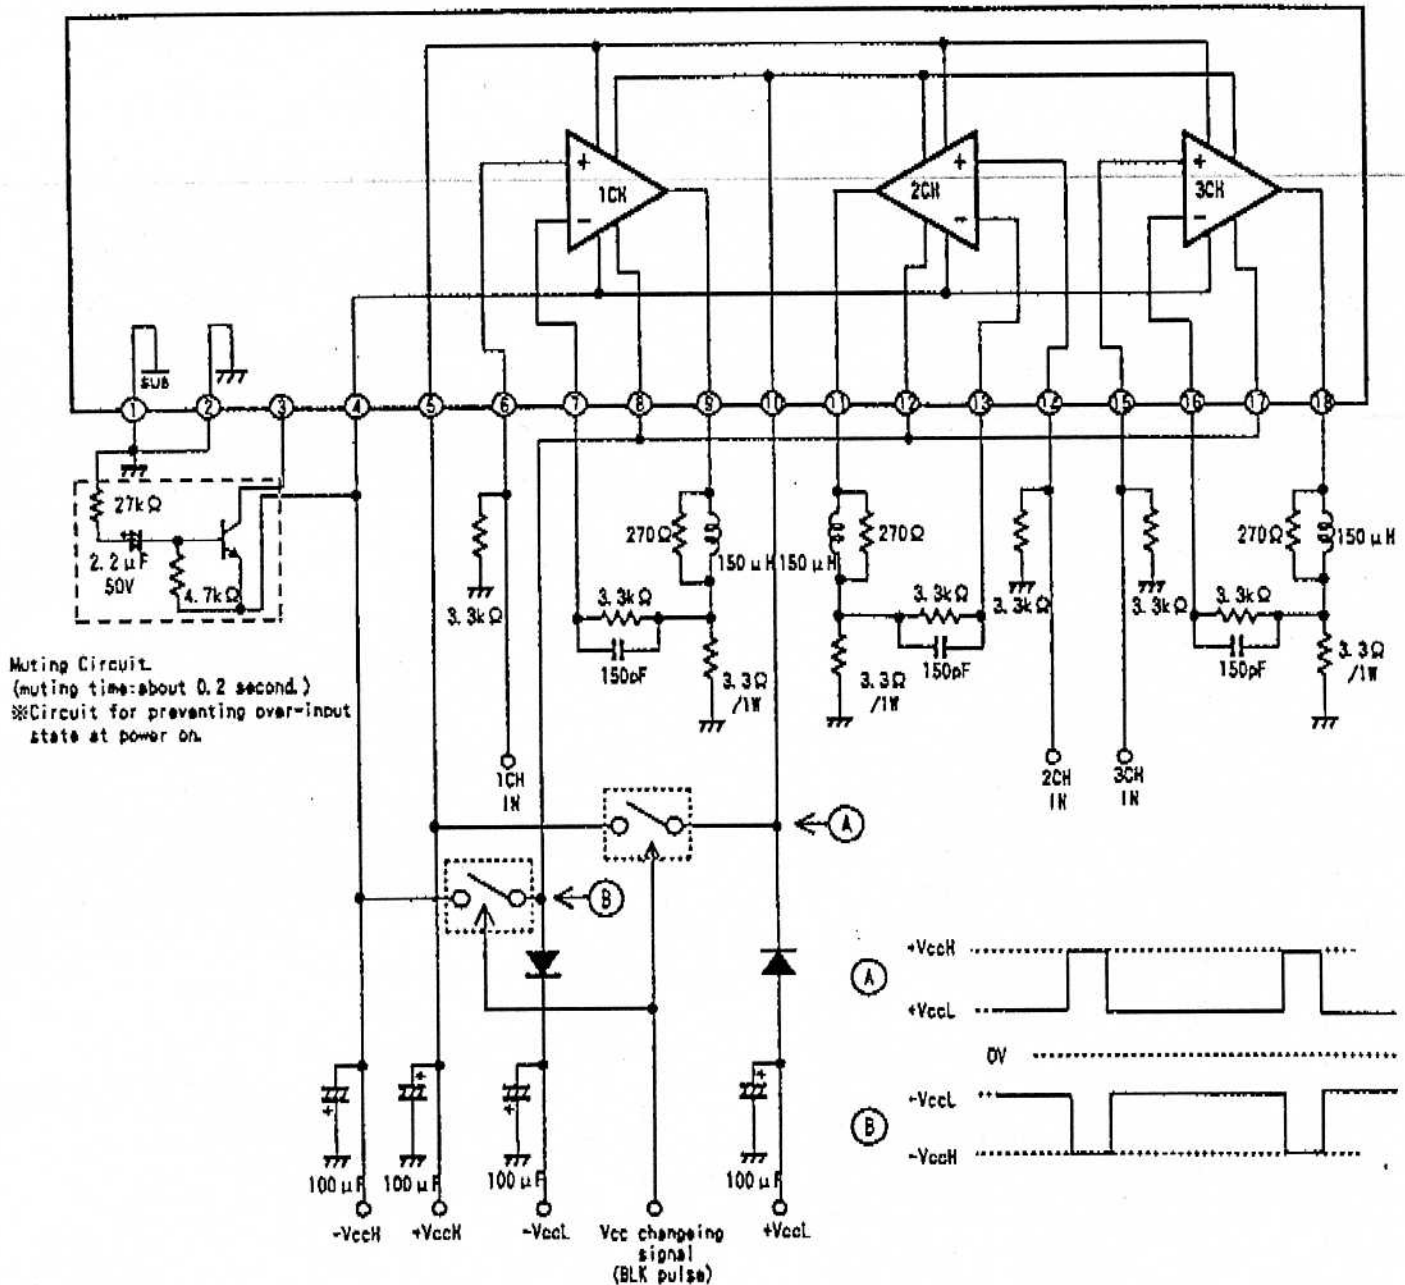 1CH
2CH
3CH
+
−
+
−
+
−
SUB
1 2 3 4 5 6 7 8 9 10 11 12 13 14 15 16 17 18
27kΩ
2.2μF
50V
4.7kΩ
3.3kΩ
270Ω
150μH
150μH
270Ω
3.3kΩ
150pF
3.3Ω
/1W
3.3kΩ
150pF
3.3Ω
/1W
3.3kΩ
3.3kΩ
270Ω
150μH
3.3kΩ
150pF
3.3Ω
/1W
Muting Circuit.
(muting time:about 0.2 second.)
※Circuit for preventing over-input
state at power on.
1CH
IN
2CH
IN
3CH
IN
A
B
+
100μF
+
100μF
+
100μF
+
100μF
-VccH
+VccH
-VccL
Vcc changeing
signal
(BLK pulse)
+VccL
A
+VccH
+VccL
0V
B
-VccL
-VccH